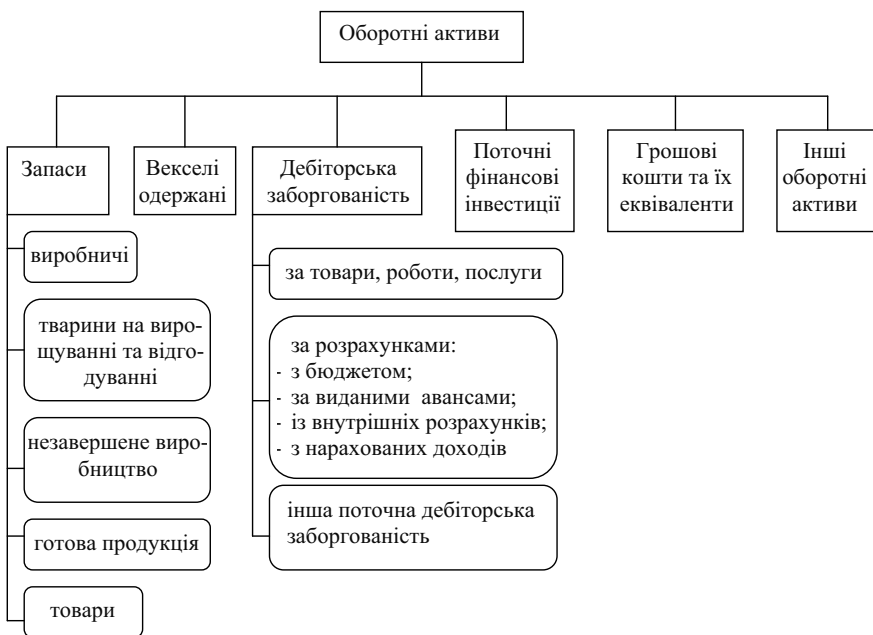 Оборотні активи
Запаси
Векселі
одержані
Дебіторська
заборгованість
Поточні
фінансові
інвестиції
Грошові
кошти та їх
еквіваленти
Інші
оборотні
активи
виробничі
тварини на виро-
щуванні та відго-
дуванні
незавершене виро-
бництво
готова продукція
товари
за товари, роботи, послуги
за розрахунками:
- з бюджетом;
- за виданими авансами;
- із внутрішніх розрахунків;
- з нарахованих доходів
інша поточна дебіторська
заборгованість